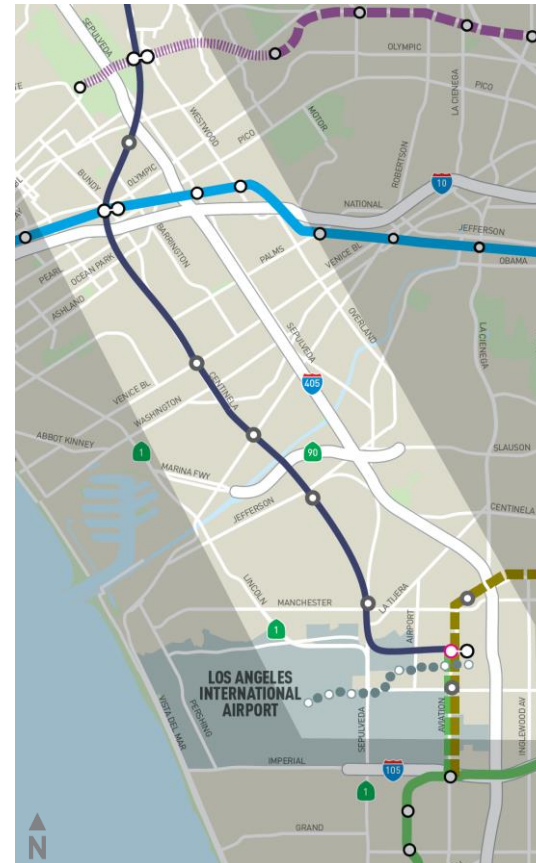 SEPULVEDA
OLYMPIC
PICO
LA CIENEGA
WESTWOOD
MOTOR
PICO
ROBERTSON
BUNDY
OLYMPIC
10
NATIONAL
JEFFERSON
OBAMA
BARRINGTON
PALMS
VENICE BL
PEARL
OCEAN PARK
ASHLAND
OVERLAND
SEPULVEDA
LA CIENEGA
405
CENTINELA
VENICE BL
WASHINGTON
ABBOT KINNEY
1
90
SLAUSON
MARINA FWY
JEFFERSON
CENTINELA
LINCOLN
MANCHESTER
LA TIJERA
AIRPORT
1
LOS ANGELES
INTERNATIONAL
AIRPORT
VISTA DEL MAR
PERSHING
SEPULVEDA
AVIATION
INGLEWOOD AV
IMPERIAL
105
1
GRAND
N